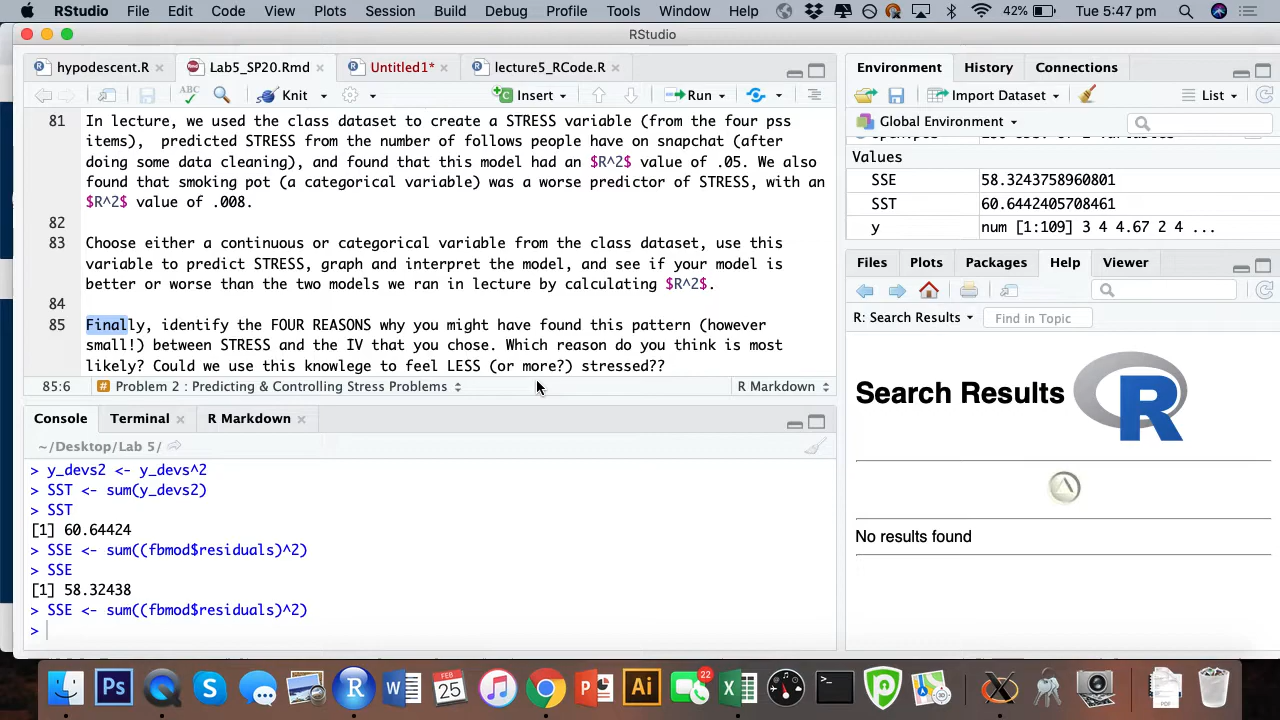 RStudio File Edit Code View Plots Session Build Debug Profile Tools Window Help 42% Tue 5:47 pm
RStudio
hypodescent.R Lab5_SP20.Rmd Untitled1* lecture5_RCode.R
ABC Knit Insert Run
81 In lecture, we used the class dataset to create a STRESS variable (from the four pss
items),  predicted STRESS from the number of follows people have on snapchat (after
doing some data cleaning), and found that this model had an $R^2$ value of .05. We also
found that smoking pot (a categorical variable) was a worse predictor of STRESS, with an
$R^2$ value of .008.
82
83 Choose either a continuous or categorical variable from the class dataset, use this
variable to predict STRESS, graph and interpret the model, and see if your model is
better or worse than the two models we ran in lecture by calculating $R^2$.
84
85 Finally, identify the FOUR REASONS why you might have found this pattern (however
small!) between STRESS and the IV that you chose. Which reason do you think is most
likely? Could we use this knowlege to feel LESS (or more?) stressed??
85:6 # Problem 2 : Predicting & Controlling Stress Problems R Markdown
Console Terminal R Markdown
~/Desktop/Lab 5/
> y_devs2 <- y_devs^2
> SST <- sum(y_devs2)
> SST
[1] 60.64424
> SSE <- sum((fbmod$residuals)^2)
> SSE
[1] 58.32438
> SSE <- sum((fbmod$residuals)^2)
>
Environment History Connections
Import Dataset List
Global Environment
Values
SSE 58.3243758960801
SST 60.6442405708461
y num [1:109] 3 4 4.67 2 4 ...
Files Plots Packages Help Viewer
R: Search Results Find in Topic
Search Results R
No results found
Ps S R W FEB 25 P Ai 22 X >_ P PDF